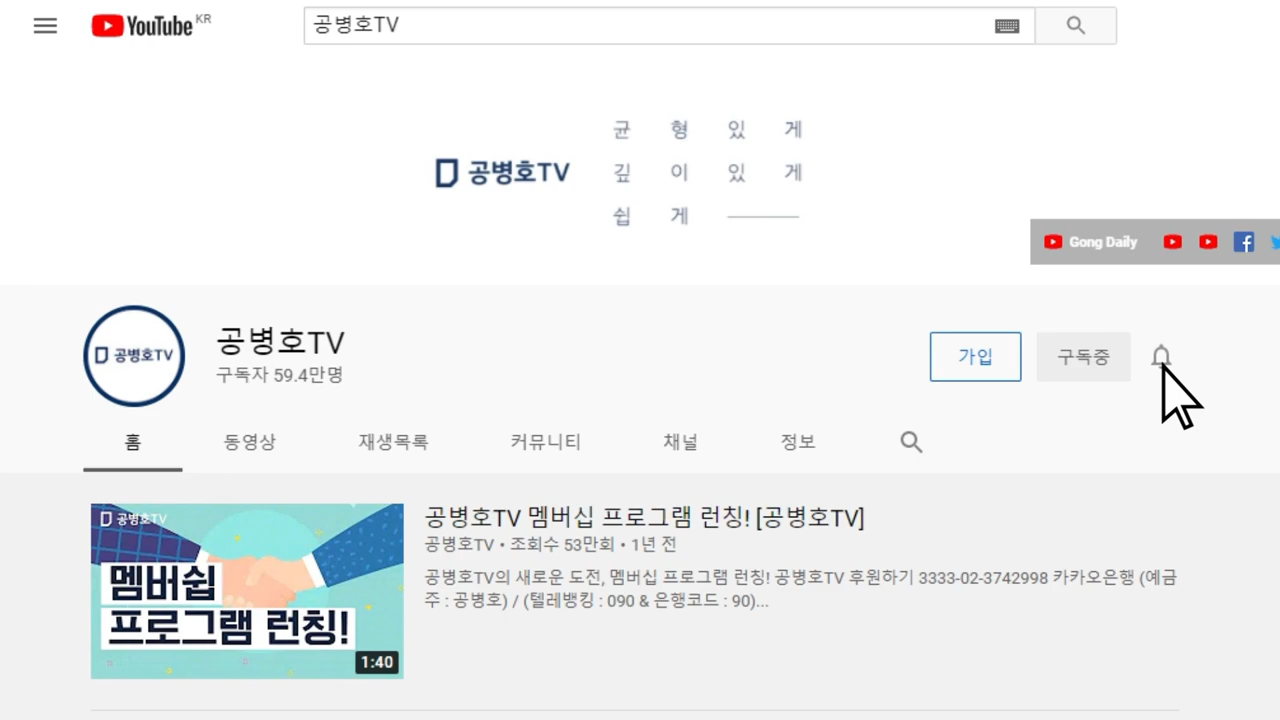 YouTube KR
공병호TV
공병호TV
균형있게
깊이있게
쉽게
Gong Daily
공병호TV
공병호TV
구독자 59.4만명
가입
구독중
홈
동영상
재생목록
커뮤니티
채널
정보
공병호TV
멤버쉽
프로그램 런칭!
1:40
공병호TV 멤버십 프로그램 런칭! [공병호TV]
공병호TV • 조회수 53만회 • 1년 전
공병호TV의 새로운 도전, 멤버십 프로그램 런칭! 공병호TV 후원하기 3333-02-3742998 카카오은행 (예금
주 : 공병호) / (텔레뱅킹 : 090 & 은행코드 : 90)...